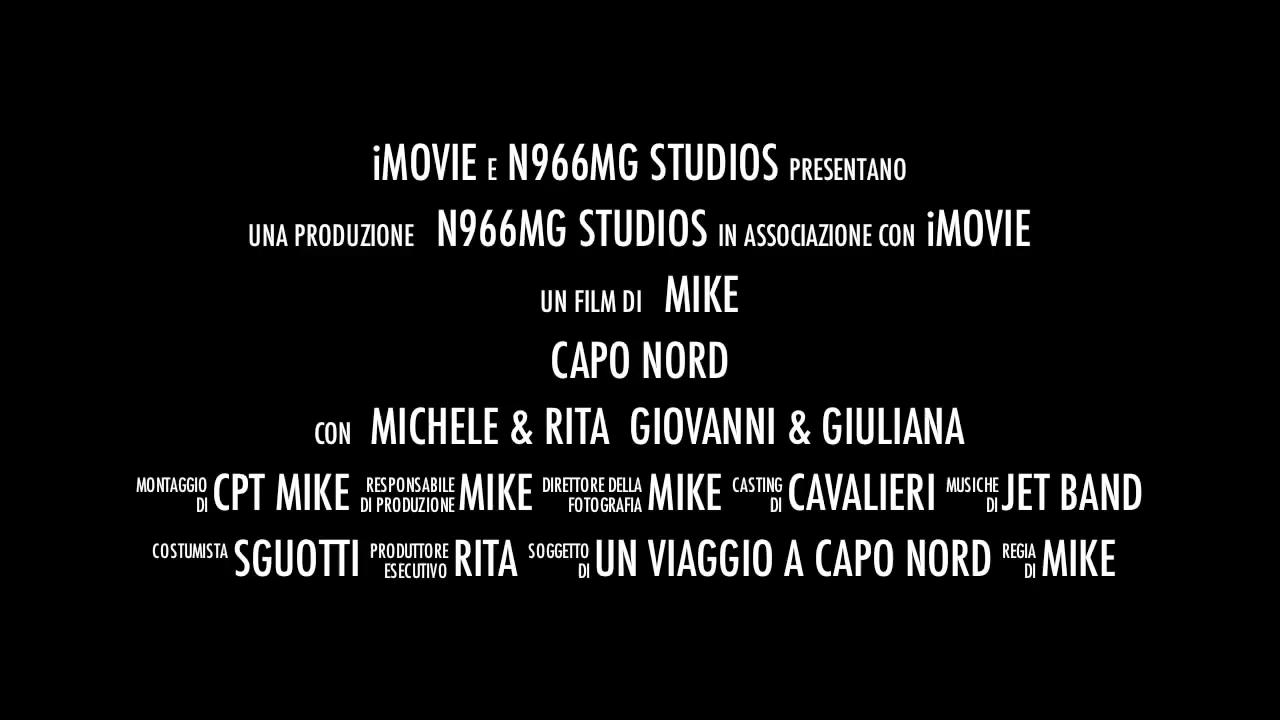 iMOVIE E N966MG STUDIOS PRESENTANO
UNA PRODUZIONE N966MG STUDIOS IN ASSOCIAZIONE CON iMOVIE
UN FILM DI MIKE
CAPO NORD
CON MICHELE & RITA GIOVANNI & GIULIANA
MONTAGGIO DI CPT MIKE RESPONSABILE DI PRODUZIONE MIKE DIRETTORE DELLA FOTOGRAFIA MIKE CASTING DI CAVALIERI MUSICHE DI JET BAND
COSTUMISTA SGUOTTI PRODUTTORE ESECUTIVO RITA SOGGETTO DI UN VIAGGIO A CAPO NORD REGIA DI MIKE